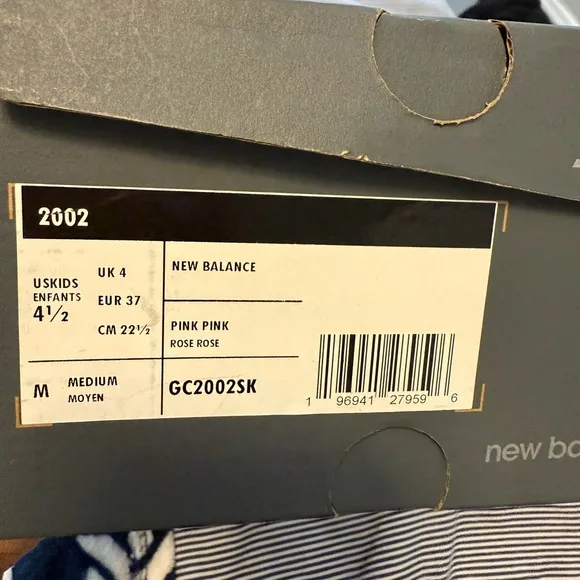 2002
USKIDS
ENFANTS
4½
UK 4
EUR 37
CM 22½
NEW BALANCE
PINK PINK
ROSE ROSE
M
MEDIUM
MOYEN
GC2002SK
1 96941 27959 6
new ba